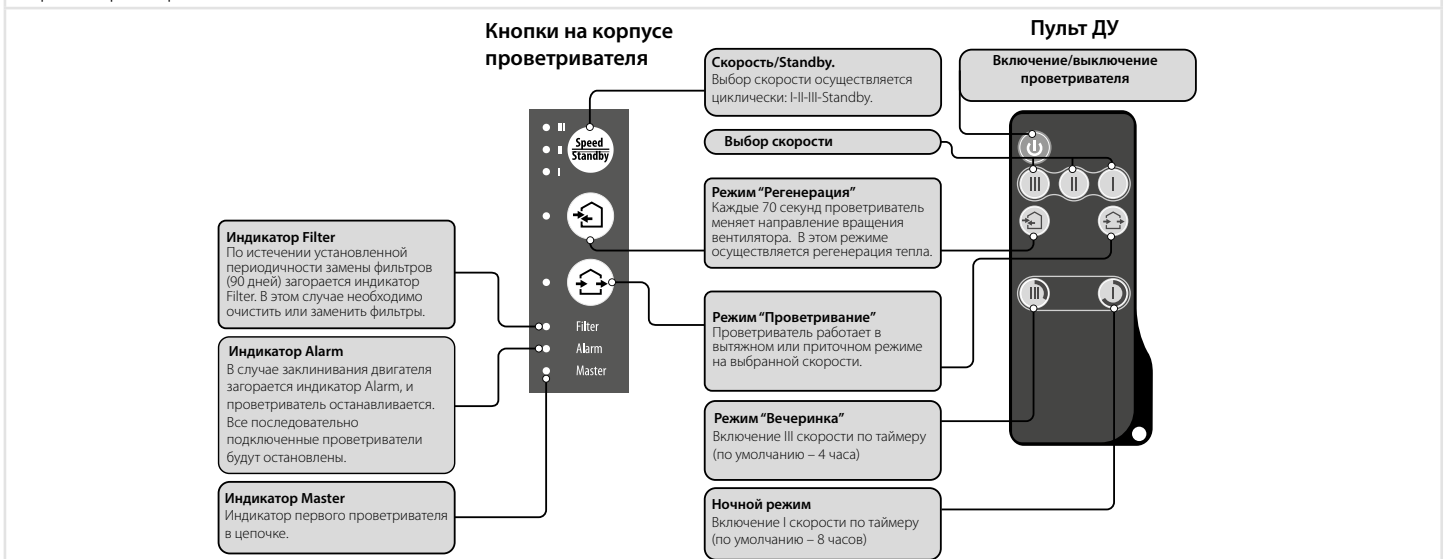 Кнопки на корпусе
проветривателя
Пульт ДУ
Скорость/Standby.
Выбор скорости осуществляется
циклически: I-II-III-Standby.
Включение/выключение
проветривателя
Выбор скорости
III
II
I
Speed
Standby
III
II
I
Режим "Регенерация"
Каждые 70 секунд проветриватель
меняет направление вращения
вентилятора. В этом режиме
осуществляется регенерация тепла.
Индикатор Filter
По истечении установленной
периодичности замены фильтров
(90 дней) загорается индикатор
Filter. В этом случае необходимо
очистить или заменить фильтры.
III
I
Режим "Проветривание"
Проветриватель работает в
вытяжном или приточном режиме
на выбранной скорости.
Filter
Alarm
Master
Индикатор Alarm
В случае заклинивания двигателя
загорается индикатор Alarm, и
проветриватель останавливается.
Все последовательно
подключенные проветриватели
будут остановлены.
Режим "Вечеринка"
Включение III скорости по таймеру
(по умолчанию – 4 часа)
Индикатор Master
Индикатор первого проветривателя
в цепочке.
Ночной режим
Включение I скорости по таймеру
(по умолчанию – 8 часов)